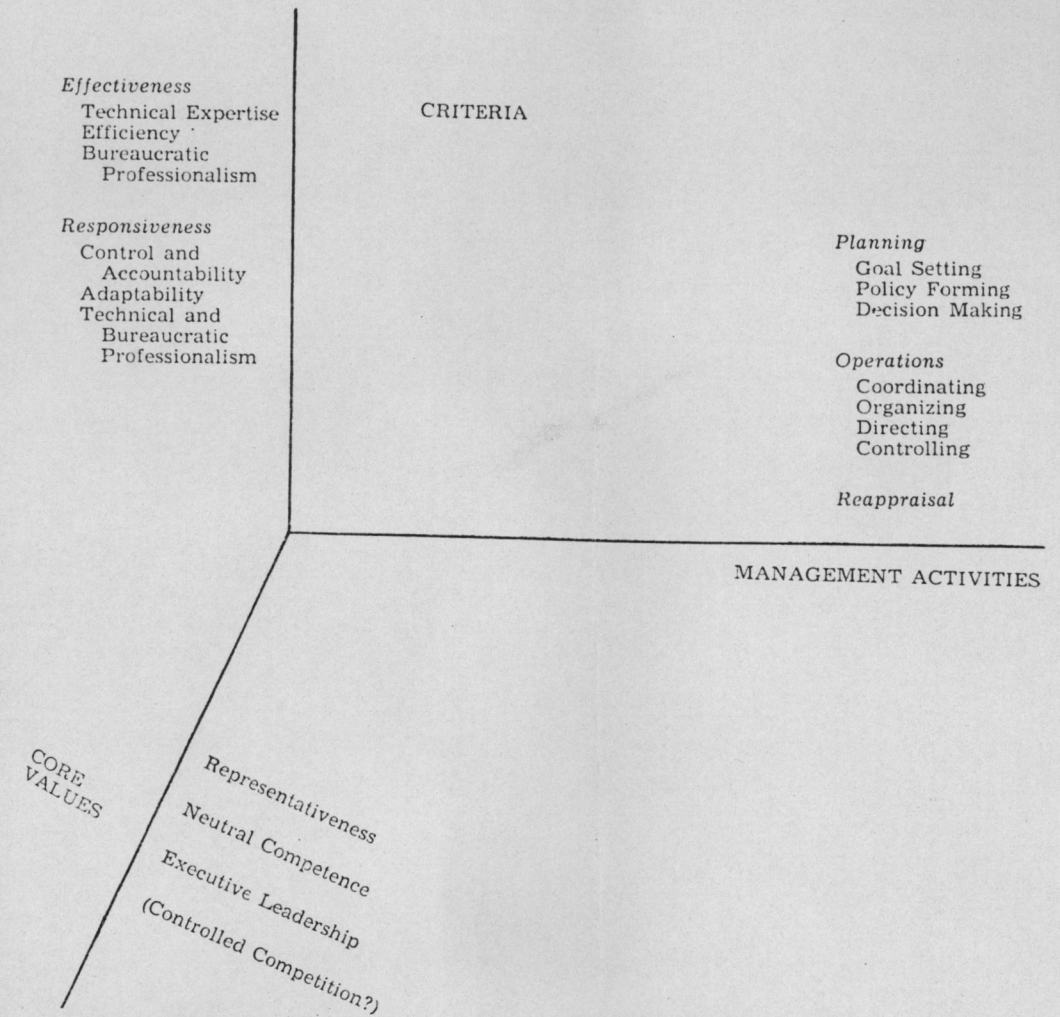 Effectiveness
Technical Expertise
Efficiency
Bureaucratic
Professionalism
Responsiveness
Control and
Accountability
Adaptability
Technical and
Bureaucratic
Professionalism
CRITERIA
Planning
Goal Setting
Policy Forming
Decision Making
Operations
Coordinating
Organizing
Directing
Controlling
Reappraisal
MANAGEMENT ACTIVITIES
CORE
VALUES
Representativeness
Neutral Competence
Executive Leadership
(Controlled Competition?)